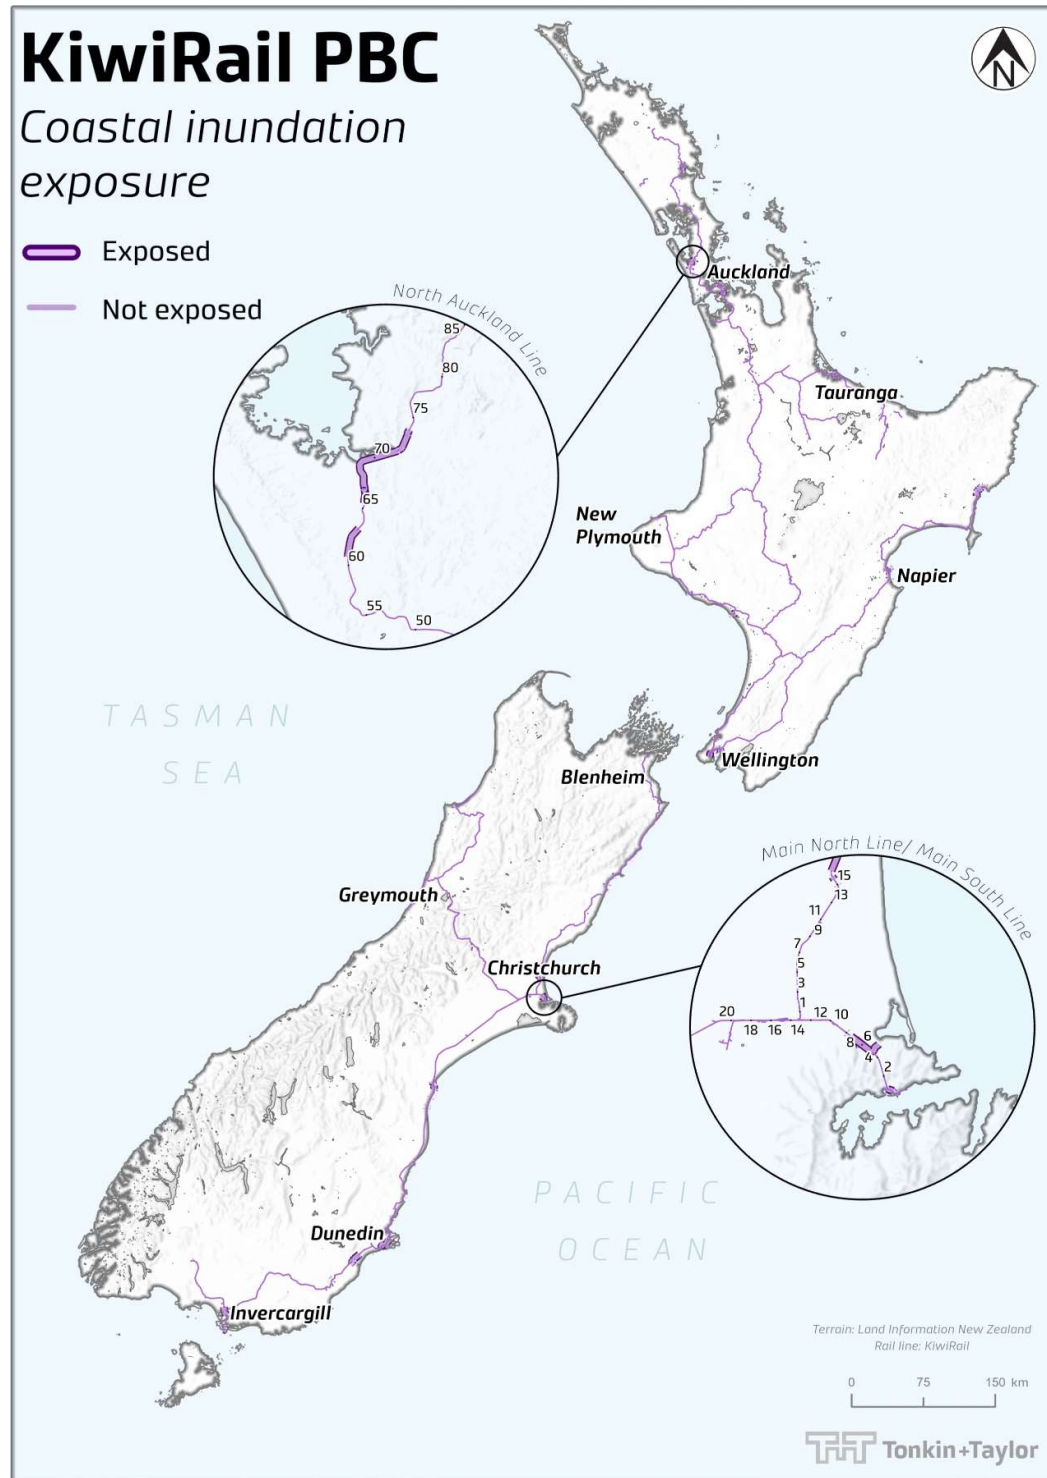 KiwiRail PBC
Coastal inundation
exposure
Exposed
Not exposed
N
North Auckland Line
85
80
75
70
65
60
55
50
Auckland
Tauranga
New
Plymouth
Napier
Wellington
TASMAN
SEA
Blenheim
Greymouth
Christchurch
Main North Line/ Main South Line
15
13
11
9
7
5
3
1
20
18
16
14
12
10
8
6
4
2
PACIFIC
OCEAN
Dunedin
Invercargill
Terrain: Land Information New Zealand
Rail line: KiwiRail
0 75 150 km
Tonkin+Taylor